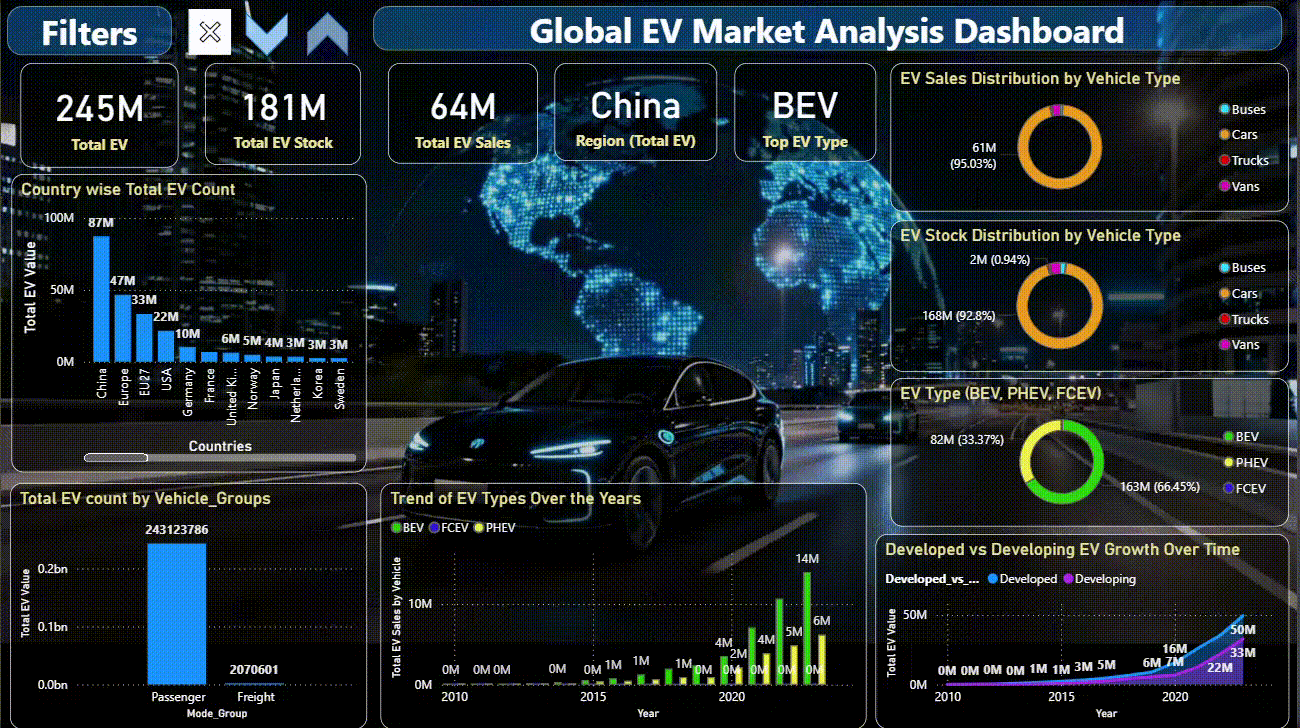 Filters
Global EV Market Analysis Dashboard
245M
Total EV
181M
Total EV Stock
64M
Total EV Sales
China
Region (Total EV)
BEV
Top EV Type
EV Sales Distribution by Vehicle Type
61M
(95.03%)
Buses
Cars
Trucks
Vans
Country wise Total EV Count
Total EV Value
100M
50M
0M
87M
47M
33M
22M
10M
6M
5M
4M
3M
3M
3M
China
Europe
EU27
USA
Germany
France
United Ki...
Norway
Japan
Netherla...
Korea
Sweden
Countries
EV Stock Distribution by Vehicle Type
2M (0.94%)
168M (92.8%)
Buses
Cars
Trucks
Vans
EV Type (BEV, PHEV, FCEV)
82M (33.37%)
163M (66.45%)
BEV
PHEV
FCEV
Total EV count by Vehicle_Groups
Total EV Value
0.2bn
0.1bn
0.0bn
243123786
2070601
Passenger
Freight
Mode_Group
Trend of EV Types Over the Years
BEV FCEV PHEV
Total EV Sales by Vehicle
10M
0M
0M 0M 0M 0M 0M 1M 1M 1M 0M 4M 2M 0M 4M 0M 5M 14M 0M 6M
2010 2015 2020
Year
Developed vs Developing EV Growth Over Time
Developed_vs_... Developed Developing
Total EV Value
50M
0M
0M 0M 0M 0M 1M 1M 3M 5M 6M 7M 16M 22M 50M 33M
2010 2015 2020
Year